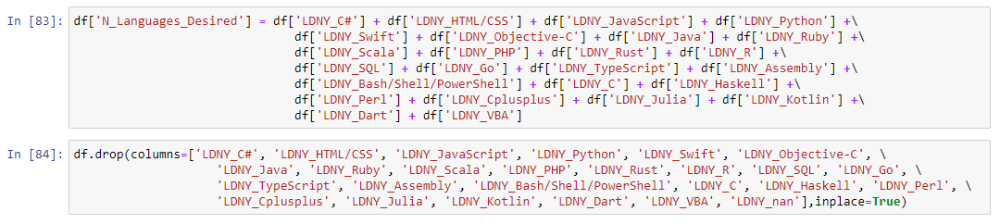 In [83]: df['N_Languages_Desired'] = df['LDNY_C#'] + df['LDNY_HTML/CSS'] + df['LDNY_JavaScript'] + df['LDNY_Python'] +\
df['LDNY_Swift'] + df['LDNY_Objective-C'] + df['LDNY_Java'] + df['LDNY_Ruby'] +\
df['LDNY_Scala'] + df['LDNY_PHP'] + df['LDNY_Rust'] + df['LDNY_R'] +\
df['LDNY_SQL'] + df['LDNY_Go'] + df['LDNY_TypeScript'] + df['LDNY_Assembly'] +\
df['LDNY_Bash/Shell/PowerShell'] + df['LDNY_C'] + df['LDNY_Haskell'] +\
df['LDNY_Perl'] + df['LDNY_Cplusplus'] + df['LDNY_Julia'] + df['LDNY_Kotlin'] +\
df['LDNY_Dart'] + df['LDNY_VBA']
In [84]: df.drop(columns=['LDNY_C#', 'LDNY_HTML/CSS', 'LDNY_JavaScript', 'LDNY_Python', 'LDNY_Swift', 'LDNY_Objective-C', \
'LDNY_Java', 'LDNY_Ruby', 'LDNY_Scala', 'LDNY_PHP', 'LDNY_Rust', 'LDNY_R', 'LDNY_SQL', 'LDNY_Go', \
'LDNY_TypeScript', 'LDNY_Assembly', 'LDNY_Bash/Shell/PowerShell', 'LDNY_C', 'LDNY_Haskell', 'LDNY_Perl', \
'LDNY_Cplusplus', 'LDNY_Julia', 'LDNY_Kotlin', 'LDNY_Dart', 'LDNY_VBA', 'LDNY_nan'],inplace=True)